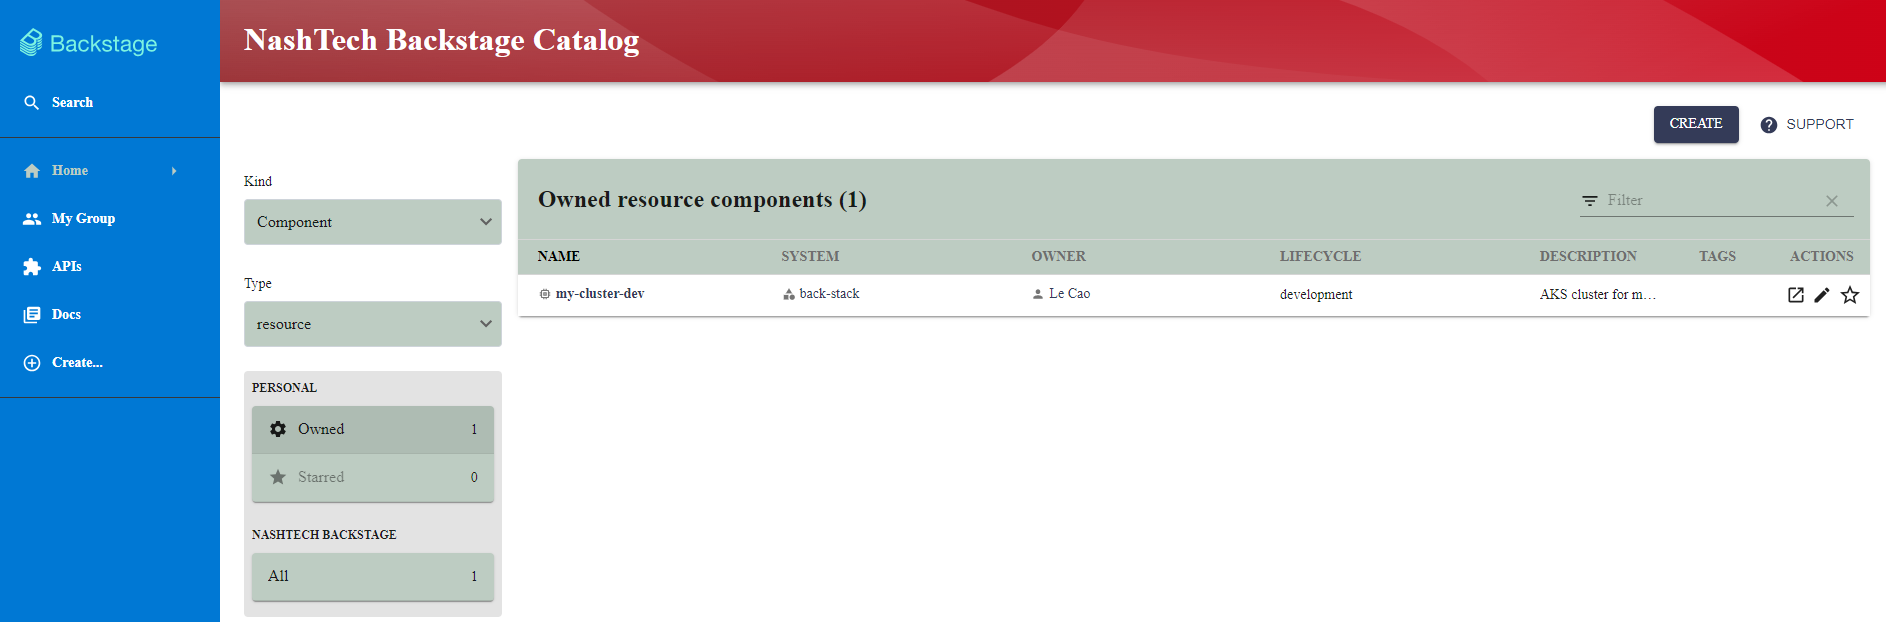 Backstage
Search
Home
My Group
APIs
Docs
Create...
NashTech Backstage Catalog
CREATE
SUPPORT
Kind
Component
Type
resource
PERSONAL
Owned 1
Starred 0
NASHTECH BACKSTAGE
All 1
Owned resource components (1)
Filter
NAME SYSTEM OWNER LIFECYCLE DESCRIPTION TAGS ACTIONS
my-cluster-dev back-stack Le Cao development AKS cluster for m…